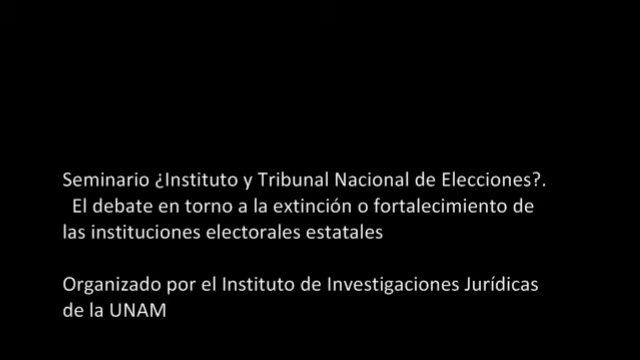 Seminario ¿Instituto y Tribunal Nacional de Elecciones?.
El debate en torno a la extinción o fortalecimiento de
las instituciones electorales estatales
Organizado por el Instituto de Investigaciones Jurídicas
de la UNAM